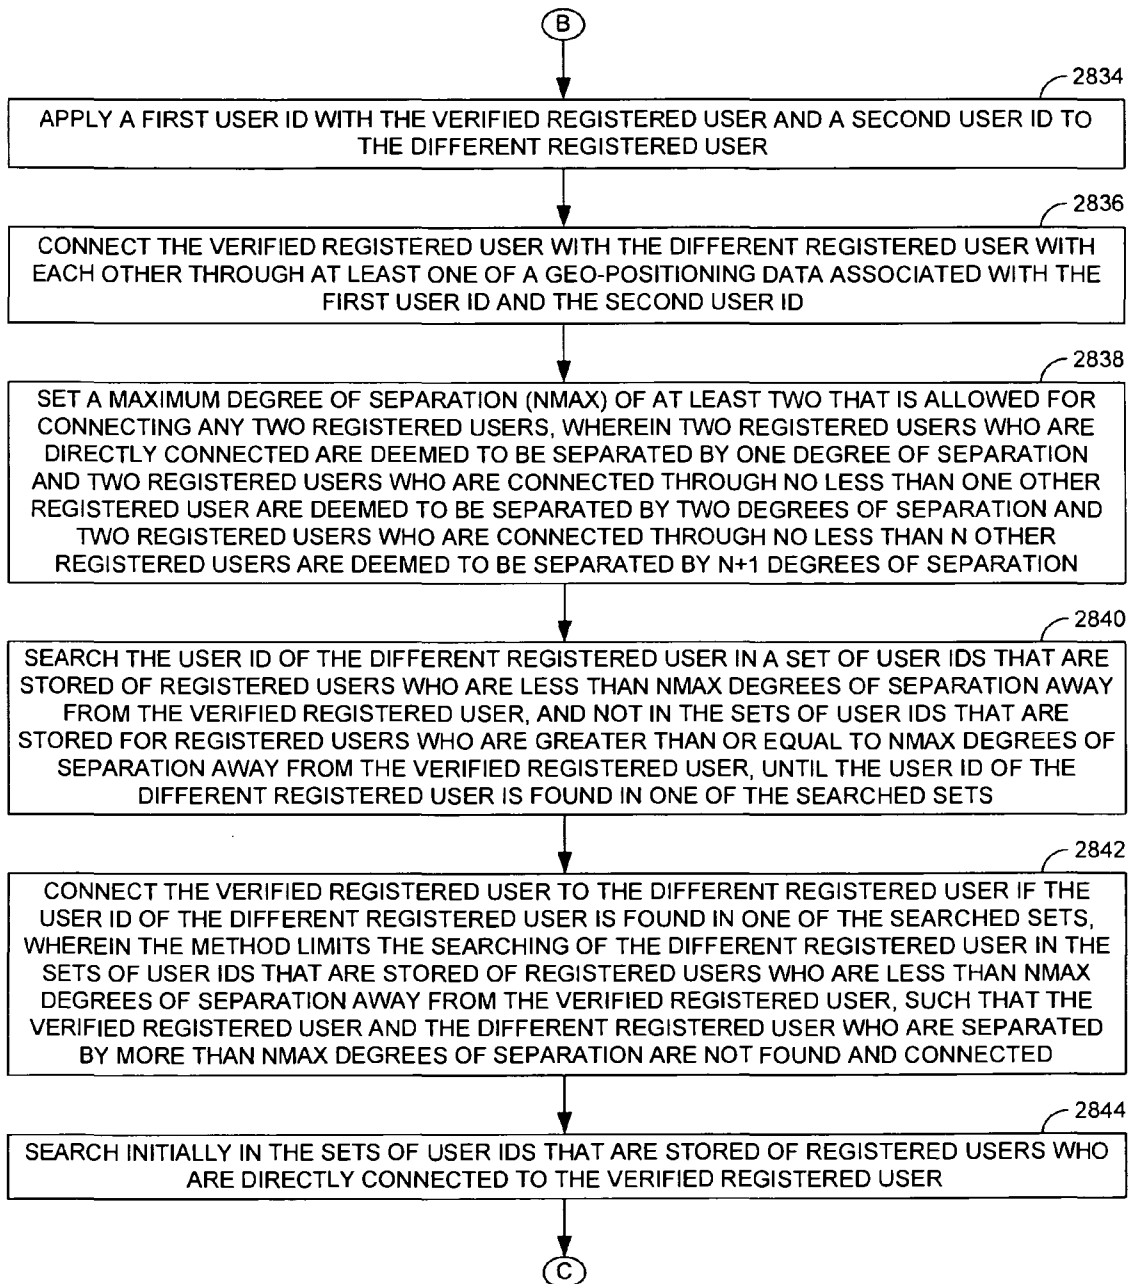 B
2834
APPLY A FIRST USER ID WITH THE VERIFIED REGISTERED USER AND A SECOND USER ID TO
THE DIFFERENT REGISTERED USER
2836
CONNECT THE VERIFIED REGISTERED USER WITH THE DIFFERENT REGISTERED USER WITH
EACH OTHER THROUGH AT LEAST ONE OF A GEO-POSITIONING DATA ASSOCIATED WITH THE
FIRST USER ID AND THE SECOND USER ID
2838
SET A MAXIMUM DEGREE OF SEPARATION (NMAX) OF AT LEAST TWO THAT IS ALLOWED FOR
CONNECTING ANY TWO REGISTERED USERS, WHEREIN TWO REGISTERED USERS WHO ARE
DIRECTLY CONNECTED ARE DEEMED TO BE SEPARATED BY ONE DEGREE OF SEPARATION
AND TWO REGISTERED USERS WHO ARE CONNECTED THROUGH NO LESS THAN ONE OTHER
REGISTERED USER ARE DEEMED TO BE SEPARATED BY TWO DEGREES OF SEPARATION AND
TWO REGISTERED USERS WHO ARE CONNECTED THROUGH NO LESS THAN N OTHER
REGISTERED USERS ARE DEEMED TO BE SEPARATED BY N+1 DEGREES OF SEPARATION
2840
SEARCH THE USER ID OF THE DIFFERENT REGISTERED USER IN A SET OF USER IDS THAT ARE
STORED OF REGISTERED USERS WHO ARE LESS THAN NMAX DEGREES OF SEPARATION AWAY
FROM THE VERIFIED REGISTERED USER, AND NOT IN THE SETS OF USER IDS THAT ARE
STORED FOR REGISTERED USERS WHO ARE GREATER THAN OR EQUAL TO NMAX DEGREES OF
SEPARATION AWAY FROM THE VERIFIED REGISTERED USER, UNTIL THE USER ID OF THE
DIFFERENT REGISTERED USER IS FOUND IN ONE OF THE SEARCHED SETS
2842
CONNECT THE VERIFIED REGISTERED USER TO THE DIFFERENT REGISTERED USER IF THE
USER ID OF THE DIFFERENT REGISTERED USER IS FOUND IN ONE OF THE SEARCHED SETS,
WHEREIN THE METHOD LIMITS THE SEARCHING OF THE DIFFERENT REGISTERED USER IN THE
SETS OF USER IDS THAT ARE STORED OF REGISTERED USERS WHO ARE LESS THAN NMAX
DEGREES OF SEPARATION AWAY FROM THE VERIFIED REGISTERED USER, SUCH THAT THE
VERIFIED REGISTERED USER AND THE DIFFERENT REGISTERED USER WHO ARE SEPARATED
BY MORE THAN NMAX DEGREES OF SEPARATION ARE NOT FOUND AND CONNECTED
2844
SEARCH INITIALLY IN THE SETS OF USER IDS THAT ARE STORED OF REGISTERED USERS WHO
ARE DIRECTLY CONNECTED TO THE VERIFIED REGISTERED USER
C